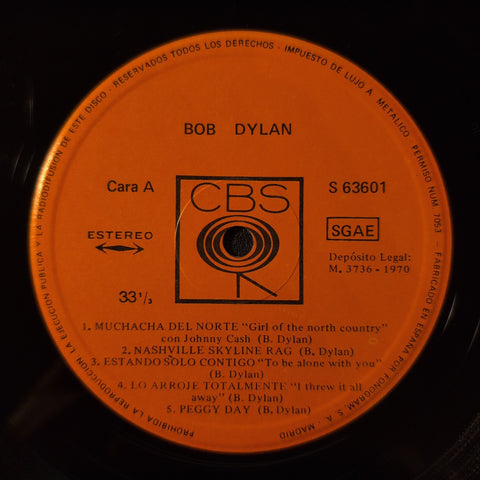 RESERVADOS TODOS LOS DERECHOS - IMPUESTO DE LUJO A METALICO - PERMISO NUM 7053 - FABRICADO EN ESPAÑA POR FONOGRAM S. A. - MADRID
PROHIBIDA LA REPRODUCCION, LA EJECUCION PUBLICA Y LA RADIODIFUSION DE ESTE DISCO -
BOB DYLAN
Cara A
CBS
S 63601
ESTEREO
SGAE
Depósito Legal:
M. 3736 - 1970
33 1/3
1. MUCHACHA DEL NORTE "Girl of the north country"
con Johnny Cash (B. Dylan)
2. NASHVILLE SKYLINE RAG (B. Dylan)
3. ESTANDO SOLO CONTIGO "To be alone with you"
(B. Dylan)
4. LO ARROJE TOTALMENTE "I threw it all
away" (B. Dylan)
5. PEGGY DAY (B. Dylan)